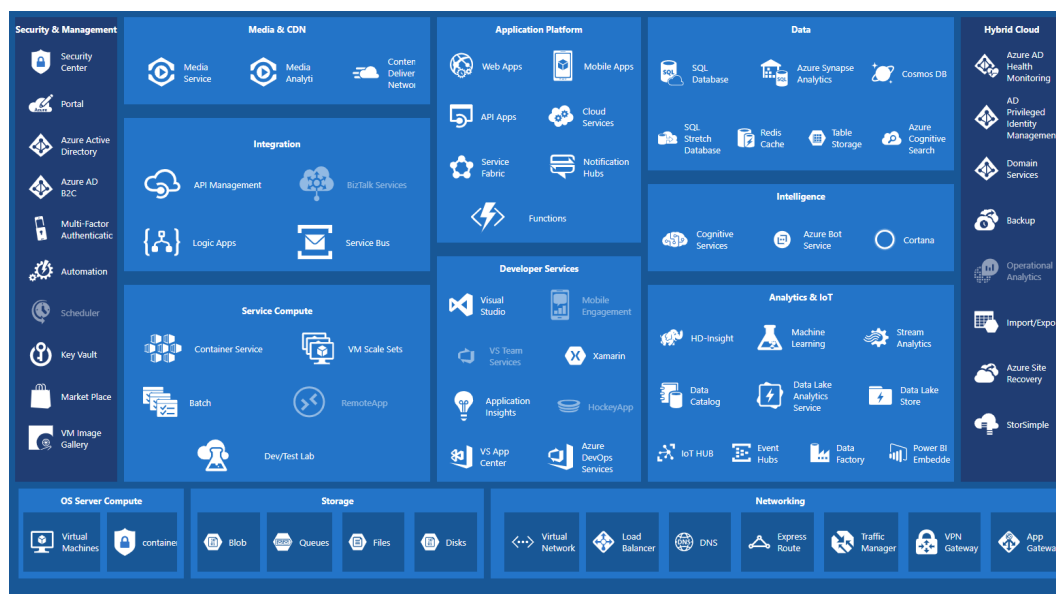 Security & Management
Security
Center
Portal
Azure Active
Directory
Azure AD
B2C
Multi-Factor
Authenticatic
Automation
Scheduler
Key Vault
Market Place
VM Image
Gallery
Media & CDN
Media
Service
Media
Analyti
Conten
Deliver
Networ
Integration
API Management
BizTalk Services
Logic Apps
Service Bus
Service Compute
Container Service
VM Scale Sets
Batch
RemoteApp
Dev/Test Lab
Application Platform
Web Apps
Mobile Apps
API Apps
Cloud
Services
Service
Fabric
Notification
Hubs
Functions
Developer Services
Visual
Studio
Mobile
Engagement
VS Team
Services
Xamarin
Application
Insights
HockeyApp
VS App
Center
Azure
DevOps
Services
Data
SQL
SQL
Database
SQL
Azure Synapse
Analytics
Cosmos DB
SQL
Stretch
Database
Redis
Cache
Table
Storage
Azure
Cognitive
Search
Intelligence
Cognitive
Services
Azure Bot
Service
Cortana
Analytics & IoT
HD-Insight
Machine
Learning
Stream
Analytics
Data
Catalog
Data Lake
Analytics
Service
Data Lake
Store
IoT HUB
Event
Hubs
Data
Factory
Power BI
Embedde
Hybrid Cloud
Azure AD
Health
Monitoring
AD
Privileged
Identity
Management
Domain
Services
Backup
Operational
Analytics
Import/Expo
Azure Site
Recovery
StorSimple
OS Server Compute
Virtual
Machines
container
Storage
Blob
Queues
Files
Disks
Networking
Virtual
Network
Load
Balancer
DNS
DNS
Express
Route
Traffic
Manager
VPN
Gateway
App
Gatewa